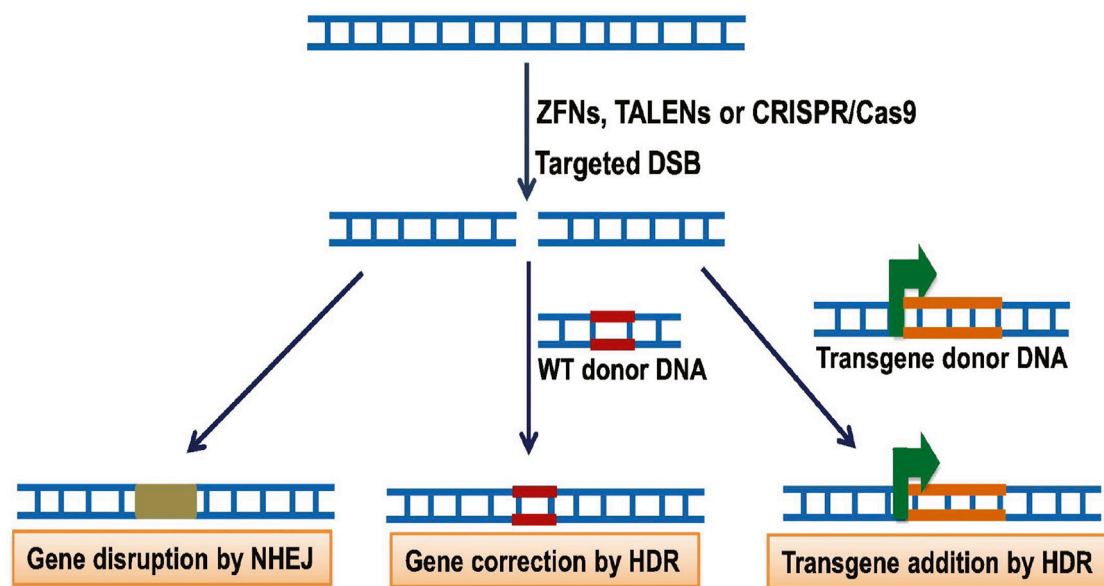 ZFNs, TALENs or CRISPR/Cas9
Targeted DSB
WT donor DNA
Transgene donor DNA
Gene disruption by NHEJ
Gene correction by HDR
Transgene addition by HDR